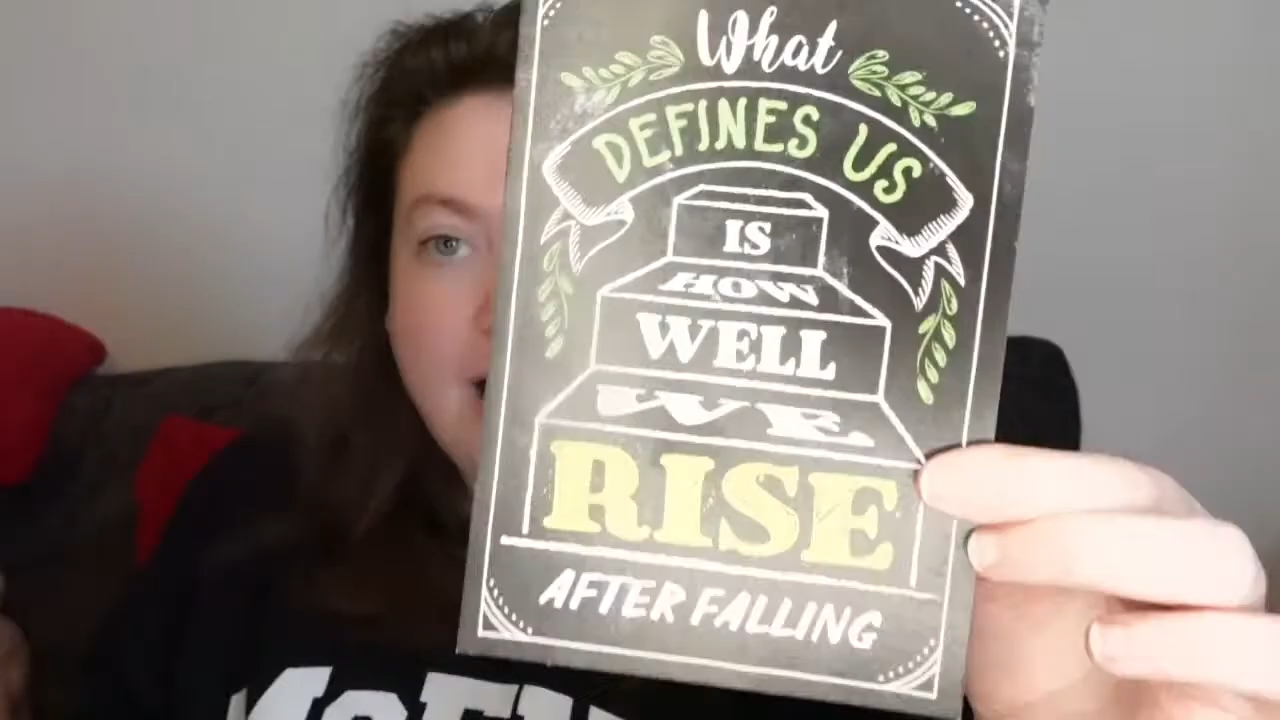 What
DEFINES US
IS
HOW
WELL
WE
RISE
AFTER FALLING